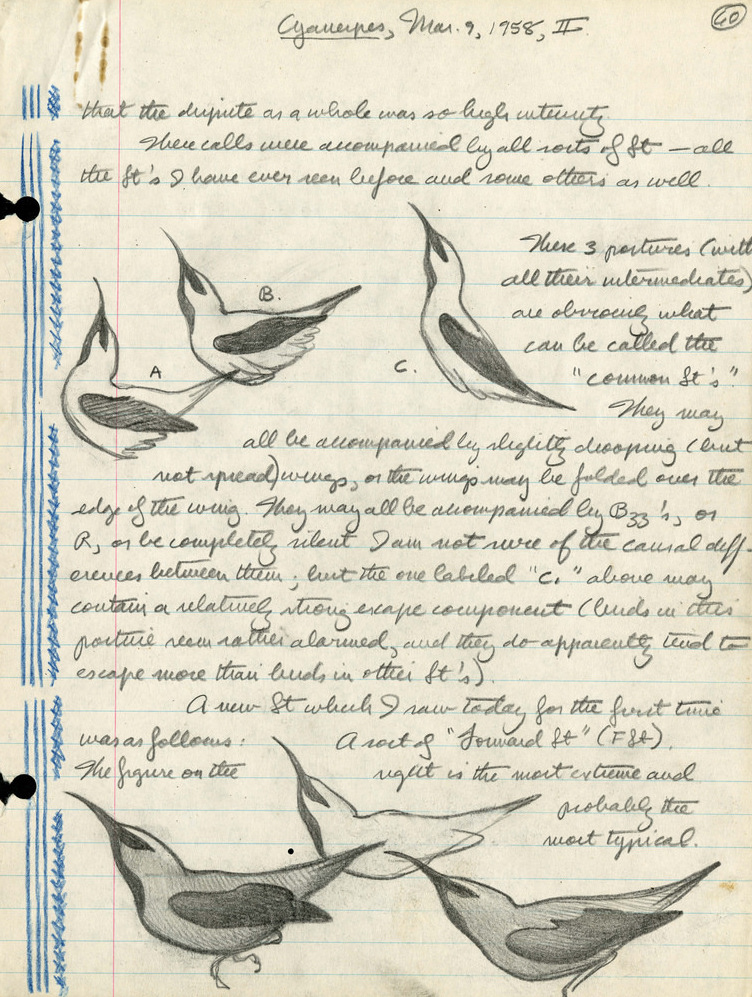 Cyanerpes, Mar. 9, 1958, II
60
that the dispute as a whole was so high intensity
These calls were accompanied by all sorts of St — all
the St's I have ever seen before and some others as well.
These 3 postures (with
all their intermediates)
are obviously what
can be called the
"common St's".
They may
B.
A
C.
all be accompanied by slightly drooping (but
not spread) wings, or the wings may be folded over the
edge of the wing. They may all be accompanied by B33's, or
R, or be completely silent. I am not sure of the causal diff-
erences between them; but the one labeled "C." above may
contain a relatively strong escape component (birds in this
posture seem rather alarmed, and they do apparently tend to
escape more than birds in other St's).
A new St which I saw today for the first time
was as follows: A sort of "Forward St" (FSt).
The figure on the right is the most extreme and
probably the
most typical.